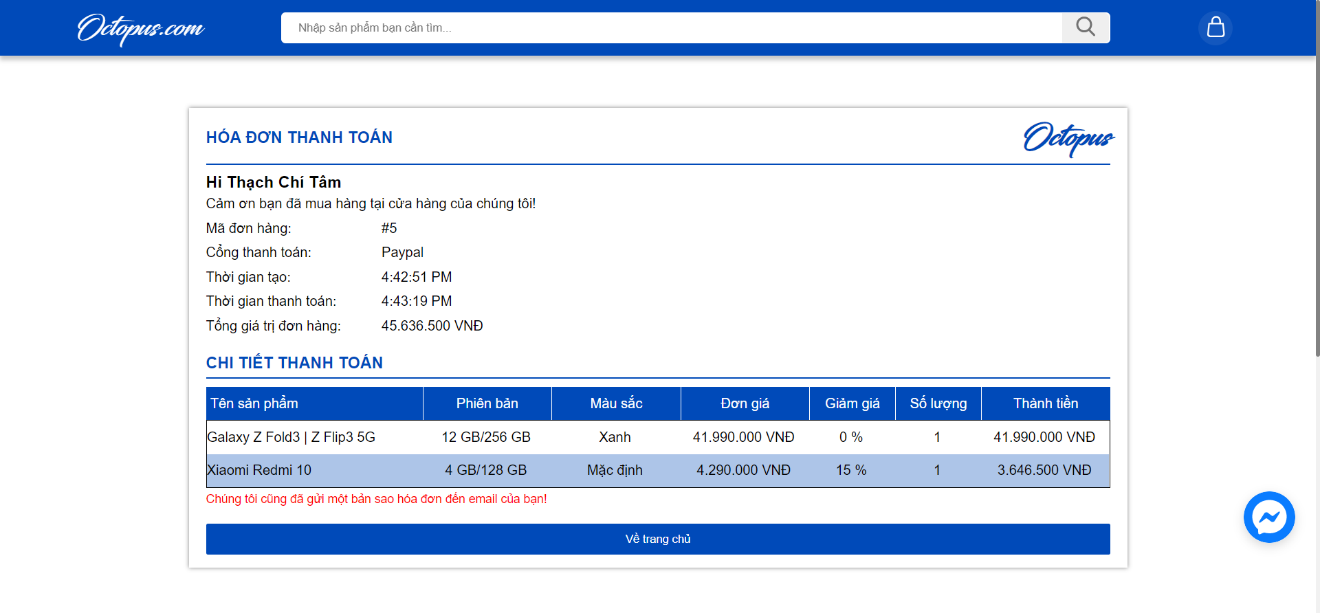 Octopus.com
Nhập sản phẩm bạn cần tìm...
HÓA ĐƠN THANH TOÁN
Octopus
Hi Thạch Chí Tâm
Cảm ơn bạn đã mua hàng tại cửa hàng của chúng tôi!
Mã đơn hàng: #5
Cổng thanh toán: Paypal
Thời gian tạo: 4:42:51 PM
Thời gian thanh toán: 4:43:19 PM
Tổng giá trị đơn hàng: 45.636.500 VNĐ
CHI TIẾT THANH TOÁN
Tên sản phẩm Phiên bản Màu sắc Đơn giá Giảm giá Số lượng Thành tiền
Galaxy Z Fold3 | Z Flip3 5G 12 GB/256 GB Xanh 41.990.000 VNĐ 0 % 1 41.990.000 VNĐ
Xiaomi Redmi 10 4 GB/128 GB Mặc định 4.290.000 VNĐ 15 % 1 3.646.500 VNĐ
Chúng tôi cũng đã gửi một bản sao hóa đơn đến email của bạn!
Về trang chủ